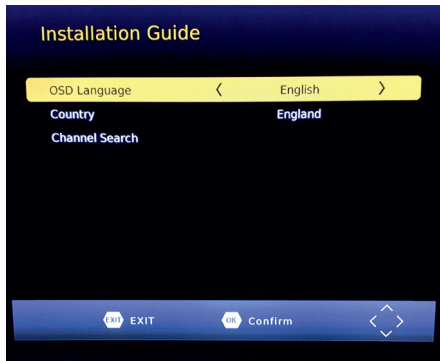 Installation Guide
OSD Language < English >
Country England
Channel Search
EXIT EXIT OK Confirm